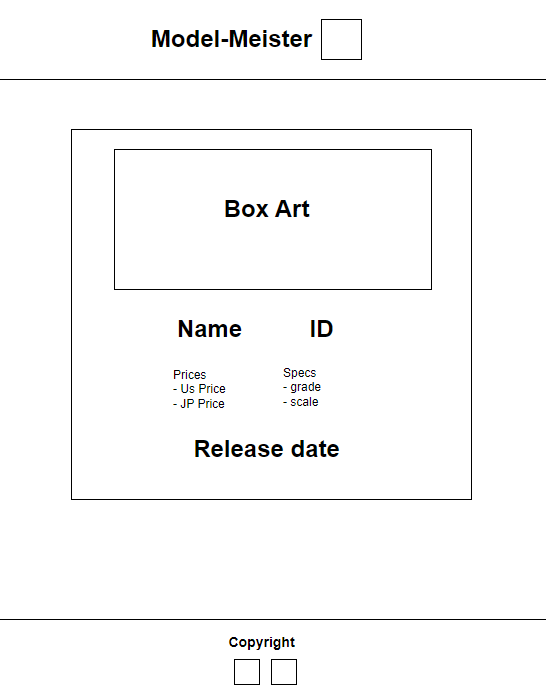 Model-Meister
Box Art
Name ID
Prices
- Us Price
- JP Price
Specs
- grade
- scale
Release date
Copyright